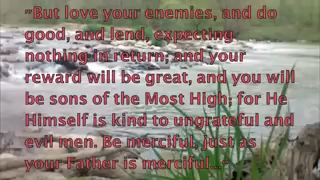 "But love your enemies, and do
good, and lend, expecting
nothing in return; and your
reward will be great, and you will
be sons of the Most High; for He
Himself is kind to ungrateful and
evil men. Be merciful, just as
your Father is merciful..."